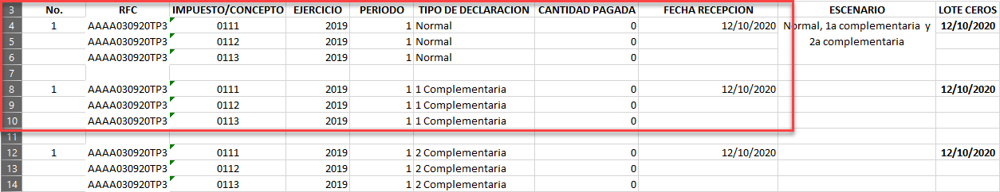 3 No. RFC IMPUESTO/CONCEPTO EJERCICIO PERIODO TIPO DE DECLARACION CANTIDAD PAGADA FECHA RECEPCION ESCENARIO LOTE CEROS
4 1 AAAA030920TP3 0111 2019 1 Normal 0 12/10/2020 Normal, 1a complementaria y 12/10/2020
5 AAAA030920TP3 0112 2019 1 Normal 0 2a complementaria
6 AAAA030920TP3 0113 2019 1 Normal 0
7
8 1 AAAA030920TP3 0111 2019 1 1 Complementaria 0 12/10/2020 12/10/2020
9 AAAA030920TP3 0112 2019 1 1 Complementaria 0
10 AAAA030920TP3 0113 2019 1 1 Complementaria 0
11
12 1 AAAA030920TP3 0111 2019 1 2 Complementaria 0 12/10/2020 12/10/2020
13 AAAA030920TP3 0112 2019 1 2 Complementaria 0
14 AAAA030920TP3 0113 2019 1 2 Complementaria 0